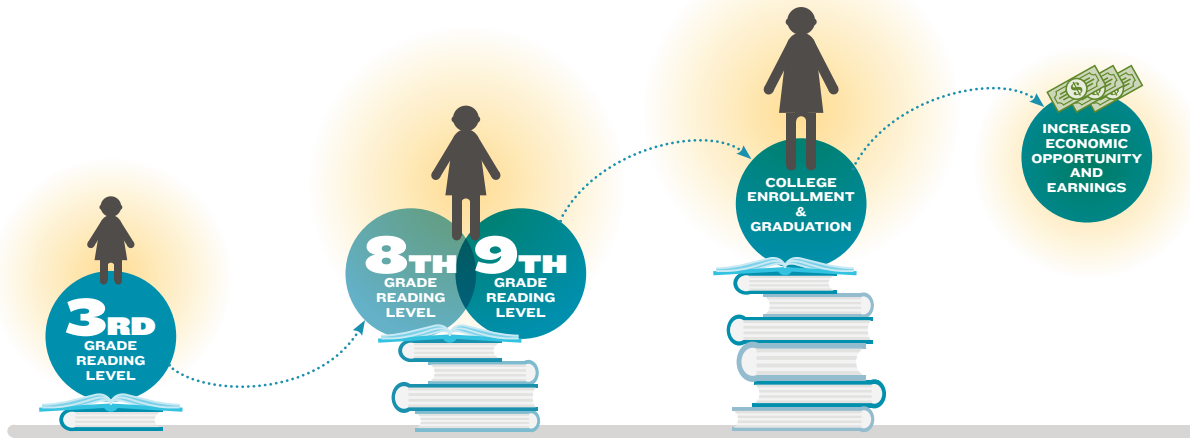 3RD
GRADE
READING
LEVEL
8TH
GRADE
READING
LEVEL
9TH
GRADE
READING
LEVEL
COLLEGE
ENROLLMENT
&
GRADUATION
$
INCREASED
ECONOMIC
OPPORTUNITY
AND
EARNINGS